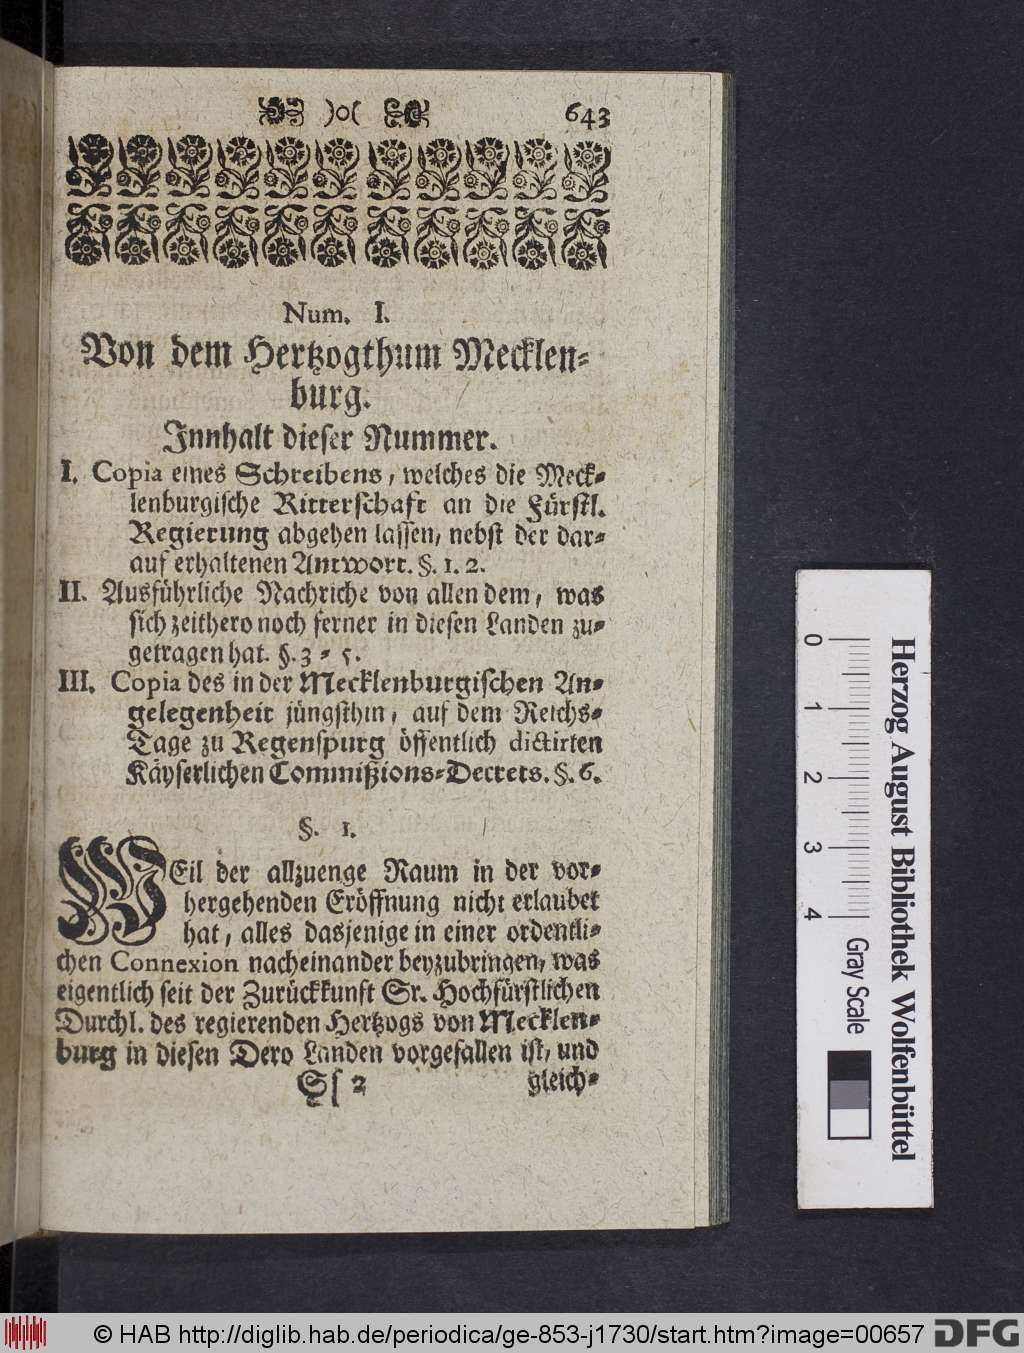 )o( 643
Num. I.
Von dem Hertzogthum Mecklen-
burg.
Innhalt dieser Nummer.
I. Copia eines Schreibens, welches die Meck-
lenburgische Ritterschaft an die Fürstl.
Regierung abgehen lassen, nebst der dar-
auf erhaltenen Antwort. §. 1. 2.
II. Ausführliche Nachriche von allen dem, was
sich zeithero noch ferner in diesen Landen zu-
getragen hat. §. 3 - 5.
III. Copia des in der Mecklenburgischen An-
gelegenheit jüngsthin, auf dem Reichs-
Tage zu Regenspurg öffentlich dictirten
Käyserlichen Commißions-Decrets. §. 6.
§. 1.
WEil der allzuenge Raum in der vor-
hergehenden Eröffnung nicht erlaubet
hat, alles dasjenige in einer ordentli-
chen Connexion nacheinander beyzubringen, was
eigentlich seit der Zurückkunft Sr. Hochfürstlichen
Durchl. des regierenden Hertzogs von Mecklen-
burg in diesen Dero Landen vorgefallen ist, und
Ss 2 gleich-
Herzog August Bibliothek Wolfenbüttel
0 1 2 3 4 Gray Scale
© HAB http://diglib.hab.de/periodica/ge-853-j1730/start.htm?image=00657 DFG